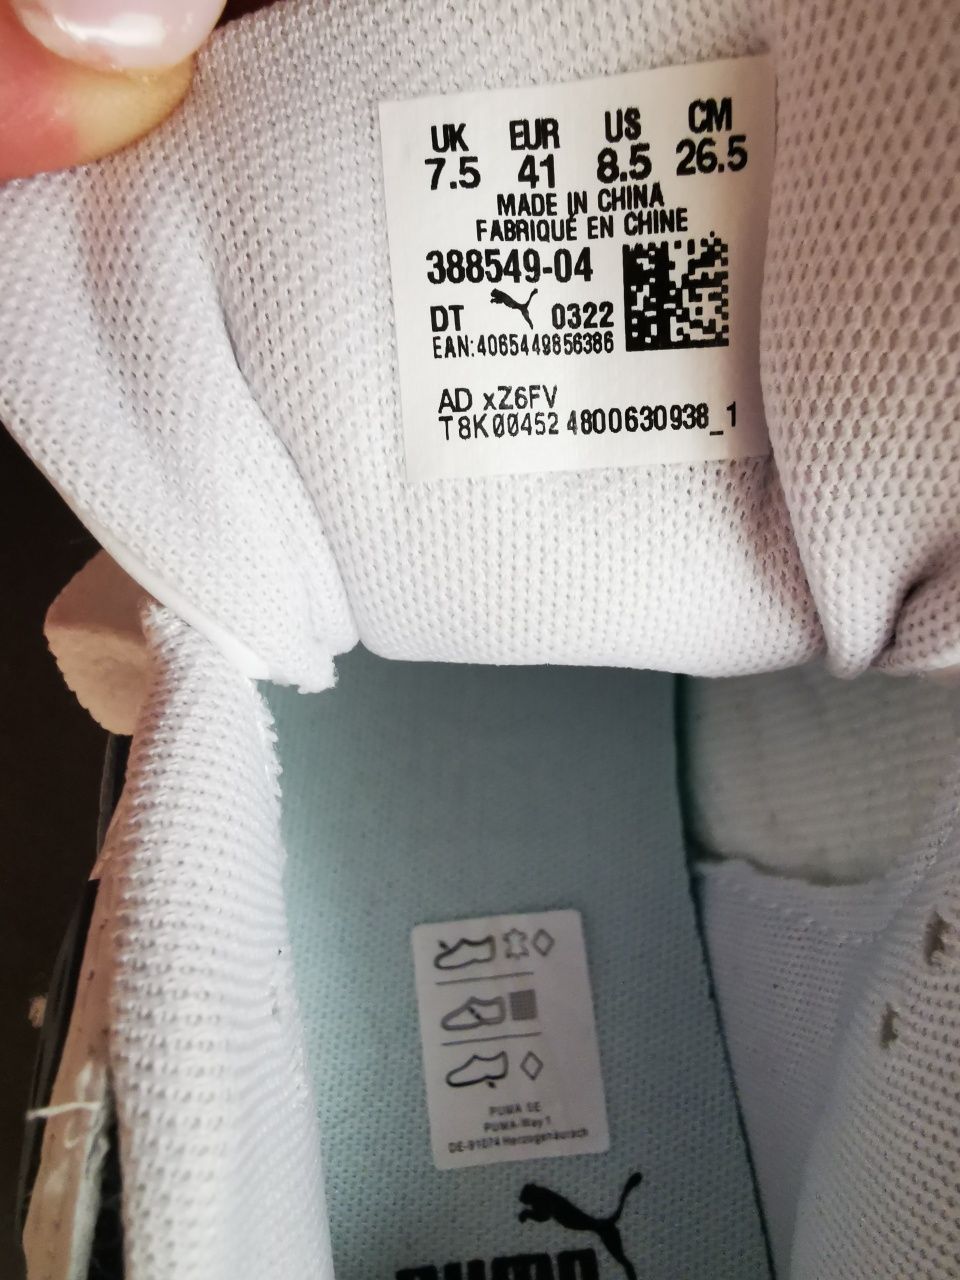 UK EUR US CM
7.5 41 8.5 26.5
MADE IN CHINA
FABRIQUÉ EN CHINE
388549-04
DT 0322
EAN:4065449856386
AD xZ6FV
T8K00452 4800630938_1
PUMA SE
PUMA-Way 1
DE-91074 Herzogenaurach
PUMA